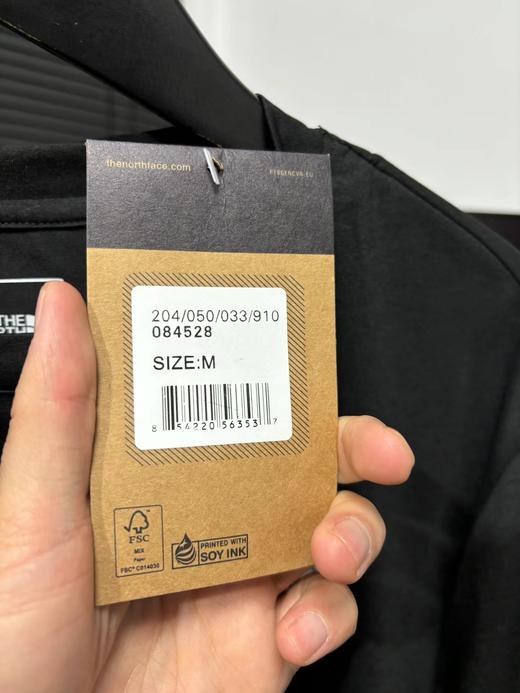 thenorthface.com
204/050/033/910
084528
SIZE:M
8 54220 56353 7
THE
FSC
MIX
Paper
FSC® C014030
PRINTED WITH
SOY INK